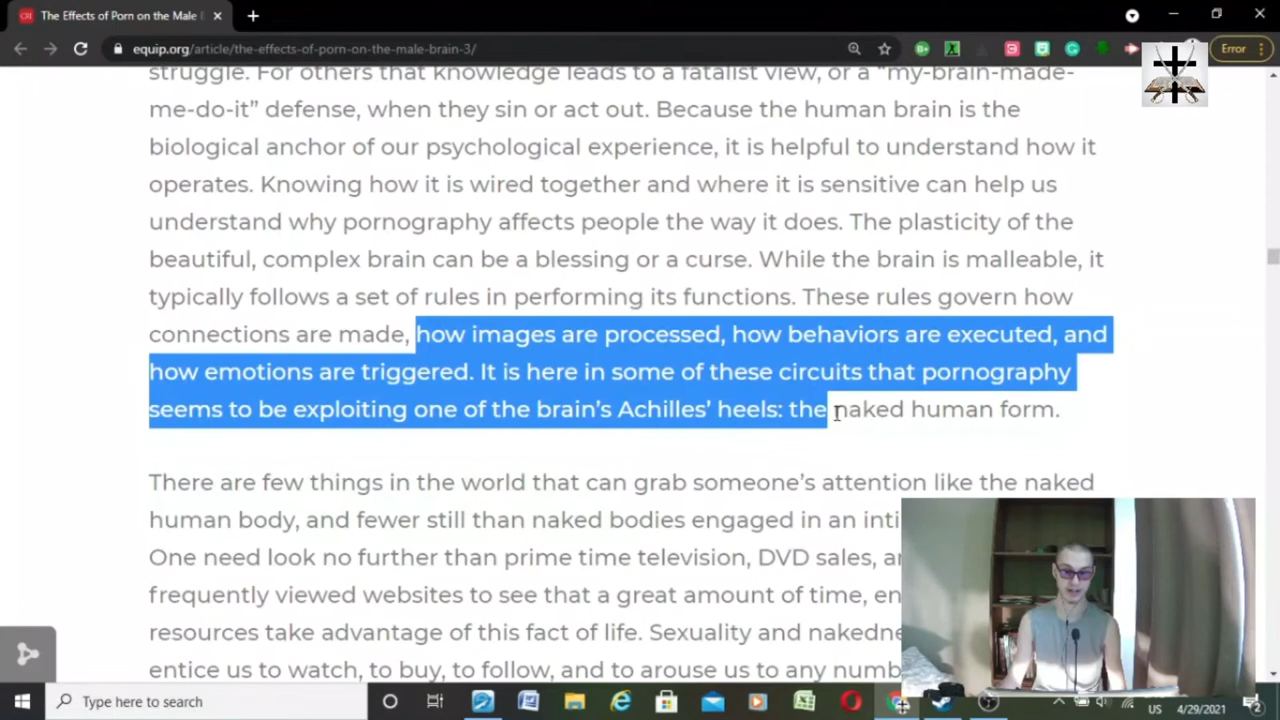 The Effects of Porn on the Male
equip.org/article/the-effects-of-porn-on-the-male-brain-3/
Error
struggle. For others that knowledge leads to a fatalist view, or a “my-brain-made-
me-do-it” defense, when they sin or act out. Because the human brain is the
biological anchor of our psychological experience, it is helpful to understand how it
operates. Knowing how it is wired together and where it is sensitive can help us
understand why pornography affects people the way it does. The plasticity of the
beautiful, complex brain can be a blessing or a curse. While the brain is malleable, it
typically follows a set of rules in performing its functions. These rules govern how
connections are made, how images are processed, how behaviors are executed, and
how emotions are triggered. It is here in some of these circuits that pornography
seems to be exploiting one of the brain’s Achilles’ heels: the naked human form.
There are few things in the world that can grab someone’s attention like the naked
human body, and fewer still than naked bodies engaged in an
One need look no further than prime time television, DVD sales,
frequently viewed websites to see that a great amount of time,
resources take advantage of this fact of life. Sexuality and
entice us to watch, to buy, to follow, and to arouse us to any
Type here to search
US
4/29/2021
2